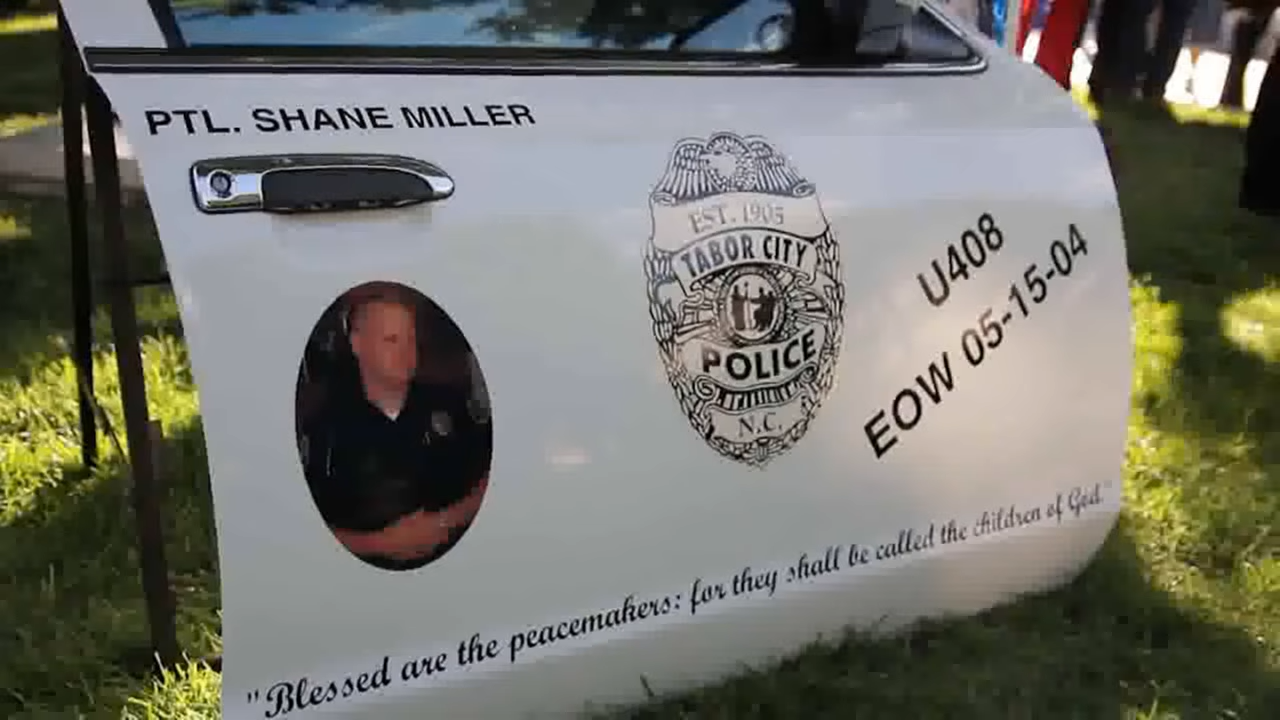 PTL. SHANE MILLER
EST. 1905
TABOR CITY
POLICE
N.C.
U408
EOW 05-15-04
"Blessed are the peacemakers: for they shall be called the children of God"